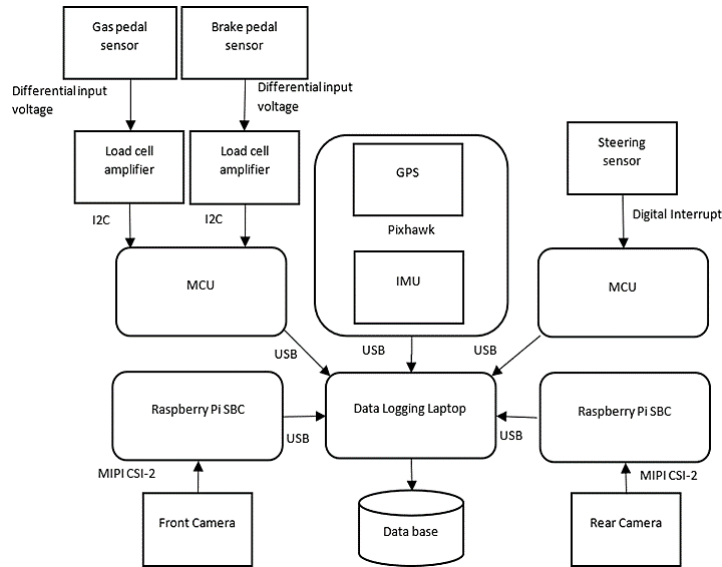 Gas pedal
sensor
Brake pedal
sensor
Differential input
voltage
Differential input
voltage
Load cell
amplifier
Load cell
amplifier
GPS
Steering
sensor
I2C
I2C
Pixhawk
Digital Interrupt
MCU
IMU
MCU
USB
USB
USB
Raspberry Pi SBC
Data Logging Laptop
Raspberry Pi SBC
USB
USB
MIPI CSI-2
MIPI CSI-2
Front Camera
Data base
Rear Camera